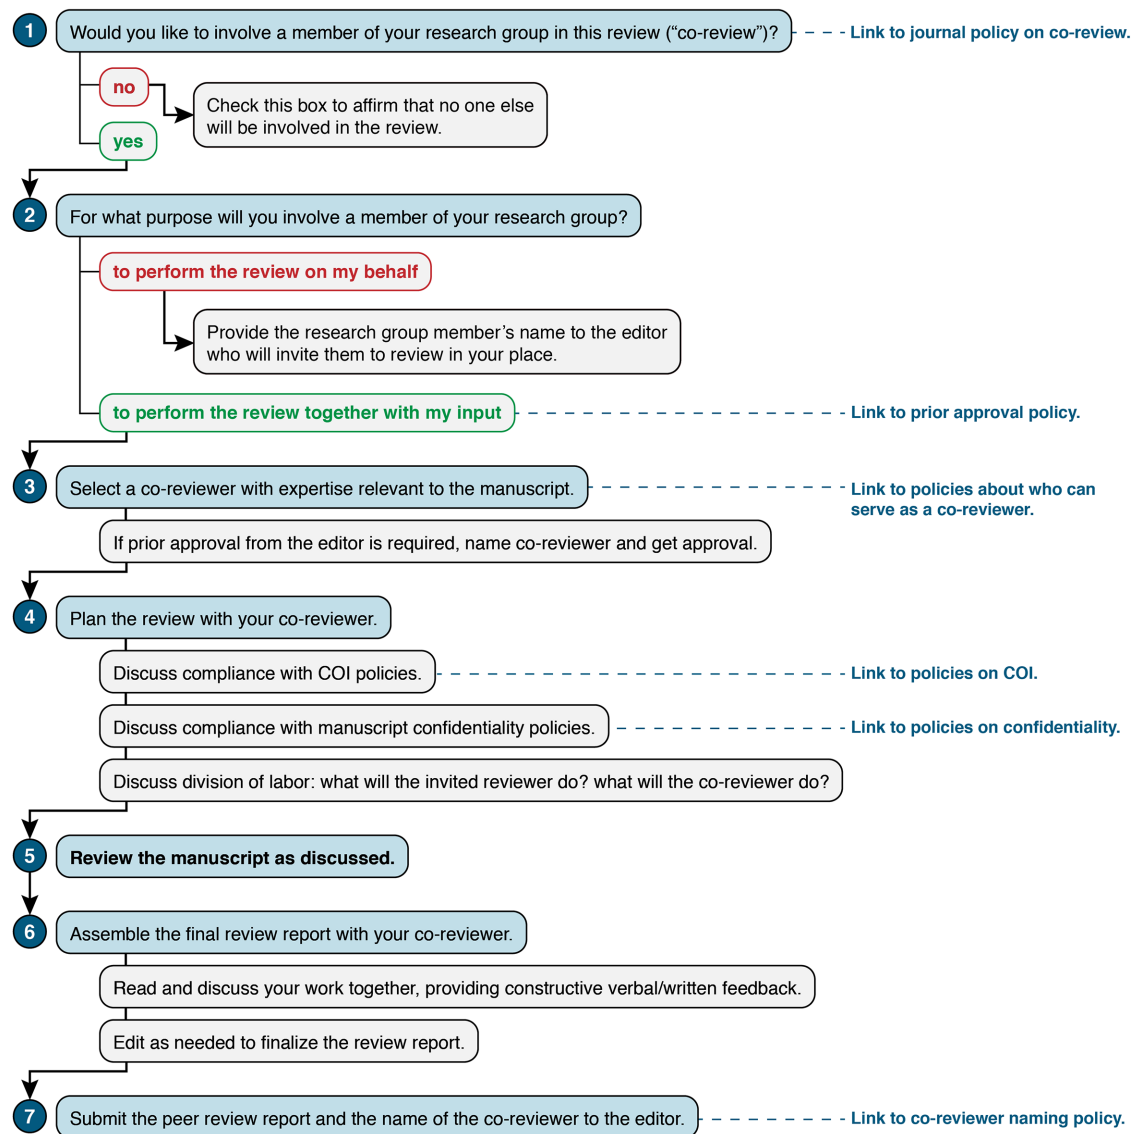 1
Would you like to involve a member of your research group in this review (“co-review”)?
Link to journal policy on co-review.
no
Check this box to affirm that no one else
will be involved in the review.
yes
2
For what purpose will you involve a member of your research group?
to perform the review on my behalf
Provide the research group member’s name to the editor
who will invite them to review in your place.
to perform the review together with my input
Link to prior approval policy.
3
Select a co-reviewer with expertise relevant to the manuscript.
Link to policies about who can
serve as a co-reviewer.
If prior approval from the editor is required, name co-reviewer and get approval.
4
Plan the review with your co-reviewer.
Discuss compliance with COI policies.
Link to policies on COI.
Discuss compliance with manuscript confidentiality policies.
Link to policies on confidentiality.
Discuss division of labor: what will the invited reviewer do? what will the co-reviewer do?
5
Review the manuscript as discussed.
6
Assemble the final review report with your co-reviewer.
Read and discuss your work together, providing constructive verbal/written feedback.
Edit as needed to finalize the review report.
7
Submit the peer review report and the name of the co-reviewer to the editor.
Link to co-reviewer naming policy.